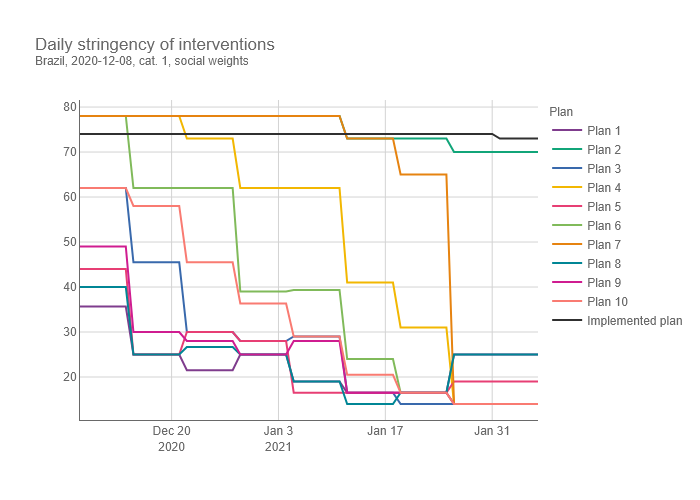 Daily stringency of interventions
Brazil, 2020-12-08, cat. 1, social weights
80
70
60
50
40
30
20
Dec 20
2020
Jan 3
2021
Jan 17
Jan 31
Plan
Plan 1
Plan 2
Plan 3
Plan 4
Plan 5
Plan 6
Plan 7
Plan 8
Plan 9
Plan 10
Implemented plan